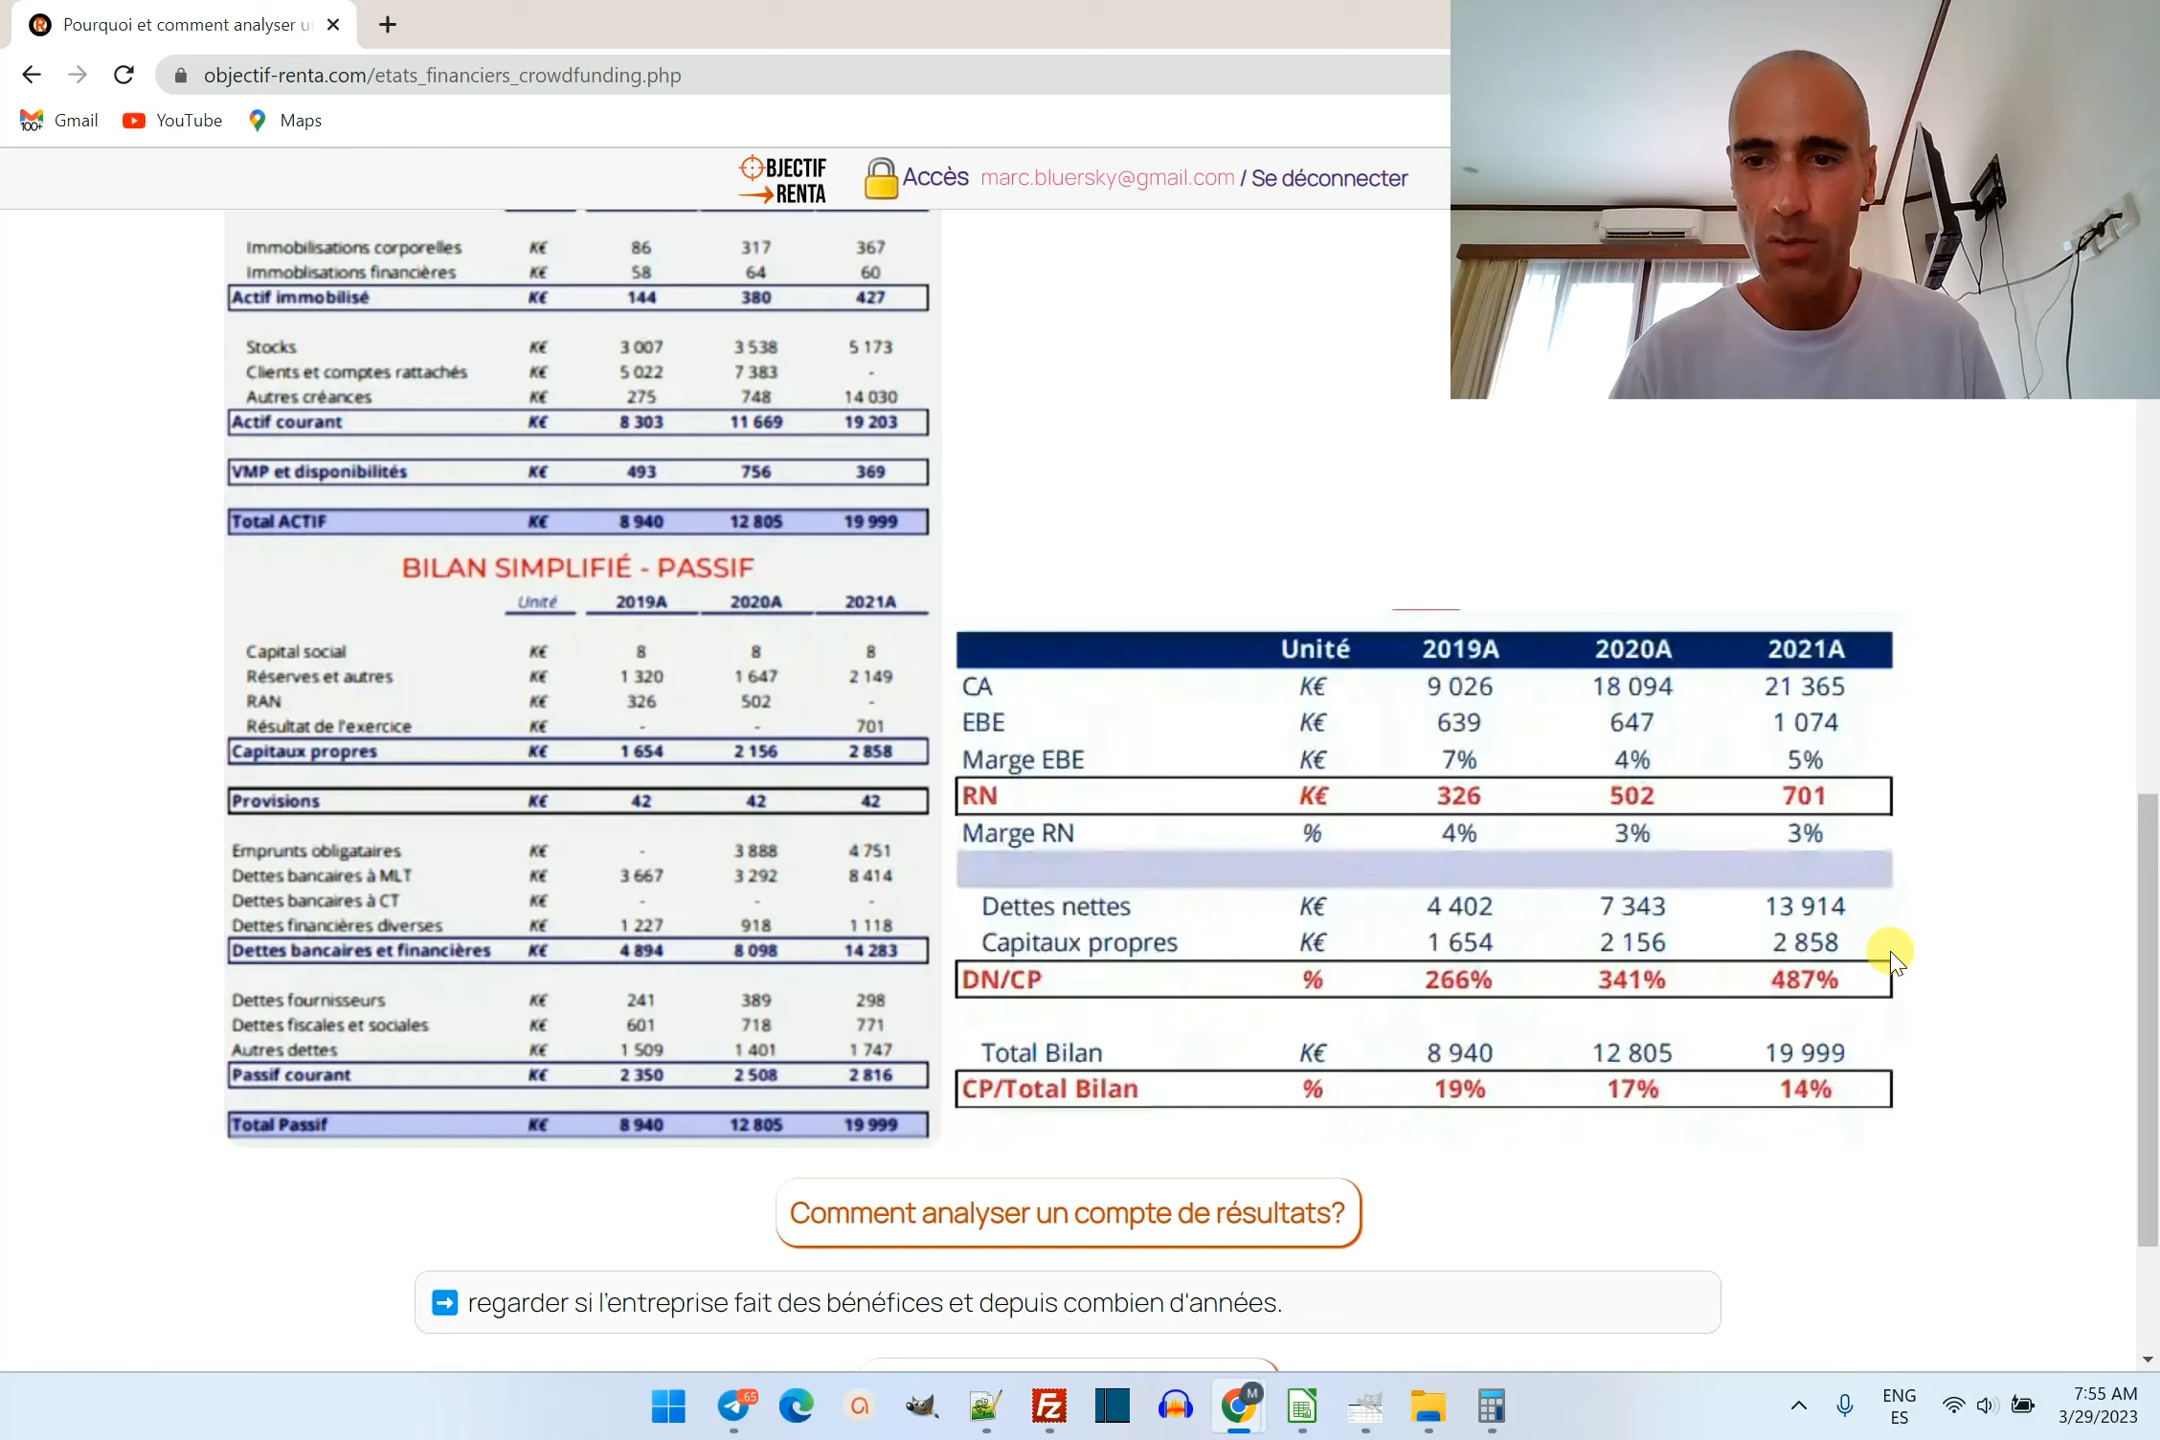 Pourquoi et comment analyser u
objectif-renta.com/etats_financiers_crowdfunding.php
Gmail YouTube Maps
OBJECTIF RENTA
Accès marc.bluersky@gmail.com / Se déconnecter
Immobilisations corporelles K€ 86 317 367
Immoblisations financières K€ 58 64 60
Actif immobilisé K€ 144 380 427
Stocks K€ 3 007 3 538 5 173
Clients et comptes rattachés K€ 5 022 7 383 -
Autres créances K€ 275 748 14 030
Actif courant K€ 8 303 11 669 19 203
VMP et disponibilités K€ 493 756 369
Total ACTIF K€ 8 940 12 805 19 999
BILAN SIMPLIFIÉ - PASSIF
Unité 2019A 2020A 2021A
Capital social K€ 8 8 8
Réserves et autres K€ 1 320 1 647 2 149
RAN K€ 326 502 -
Résultat de l'exercice K€ - - 701
Capitaux propres K€ 1 654 2 156 2 858
Provisions K€ 42 42 42
Emprunts obligataires K€ - 3 888 4 751
Dettes bancaires à MLT K€ 3 667 3 292 8 414
Dettes bancaires à CT K€ - - -
Dettes financières diverses K€ 1 227 918 1 118
Dettes bancaires et financières K€ 4 894 8 098 14 283
Dettes fournisseurs K€ 241 389 298
Dettes fiscales et sociales K€ 601 718 771
Autres dettes K€ 1 509 1 401 1 747
Passif courant K€ 2 350 2 508 2 816
Total Passif K€ 8 940 12 805 19 999
Unité 2019A 2020A 2021A
CA K€ 9 026 18 094 21 365
EBE K€ 639 647 1 074
Marge EBE K€ 7% 4% 5%
RN K€ 326 502 701
Marge RN % 4% 3% 3%
Dettes nettes K€ 4 402 7 343 13 914
Capitaux propres K€ 1 654 2 156 2 858
DN/CP % 266% 341% 487%
Total Bilan K€ 8 940 12 805 19 999
CP/Total Bilan % 19% 17% 14%
Comment analyser un compte de résultats?
regarder si l'entreprise fait des bénéfices et depuis combien d'années.
65
M
ENG
ES
7:55 AM
3/29/2023